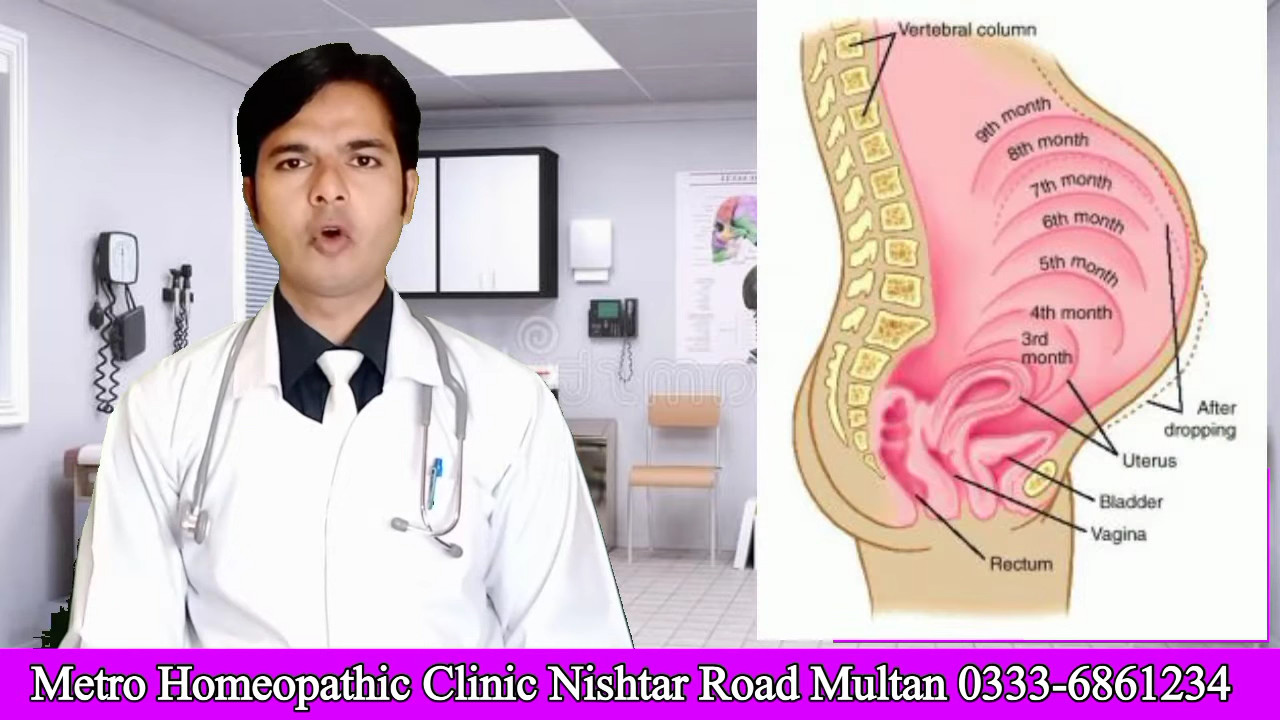 Vertebral column
9th month
8th month
7th month
6th month
5th month
4th month
3rd
month
After
dropping
Uterus
Bladder
Vagina
Rectum
Metro Homeopathic Clinic Nishtar Road Multan 0333-6861234